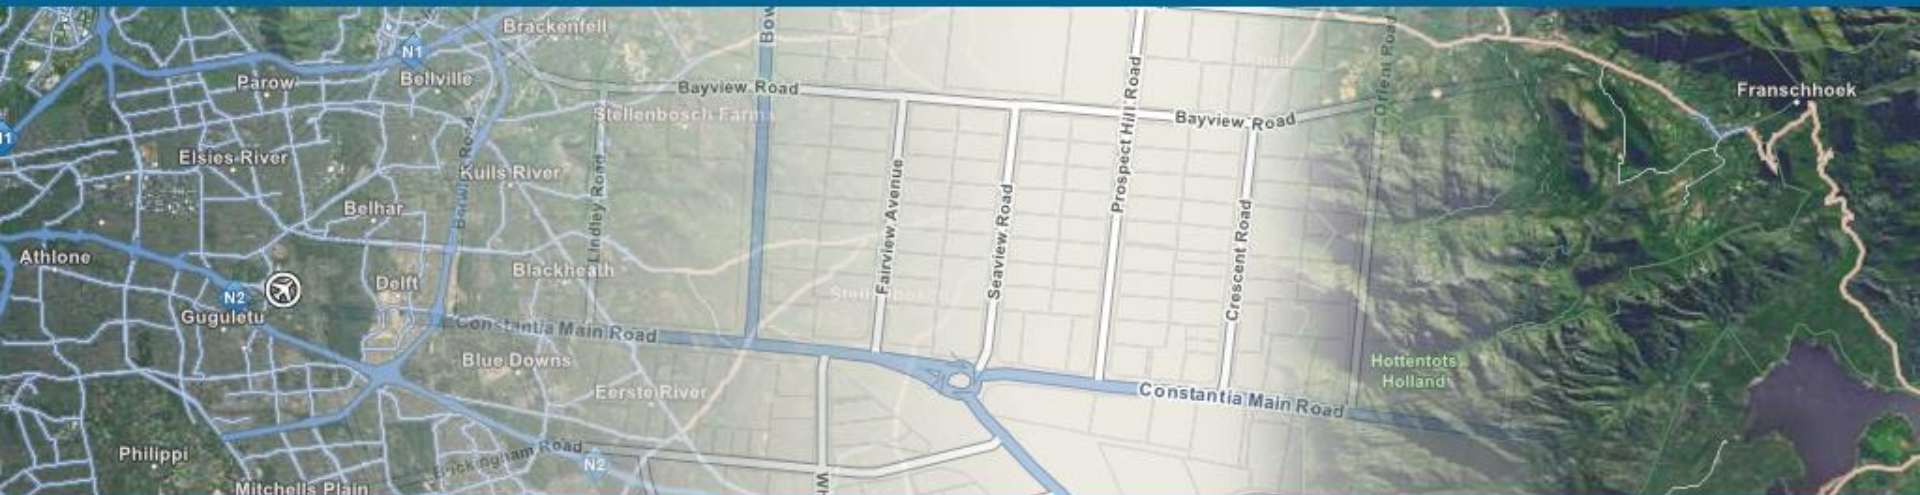 Brackenfell
N1
Parow
Bellville
Bayview Road
Prospect Hill Road
Franschhoek
Stellenbosch Farms
Bayview Road
Elsies River
Kuils River
Lindley Road
Fairview Avenue
Seaview Road
Crescent Road
Belhar
Athlone
Delft
Blackheath
N2
Guguletu
Constantia Main Road
Blue Downs
Hottentots
Holland
Eerste River
Constantia Main Road
Philippi
Road
N2
Mitchells Plain